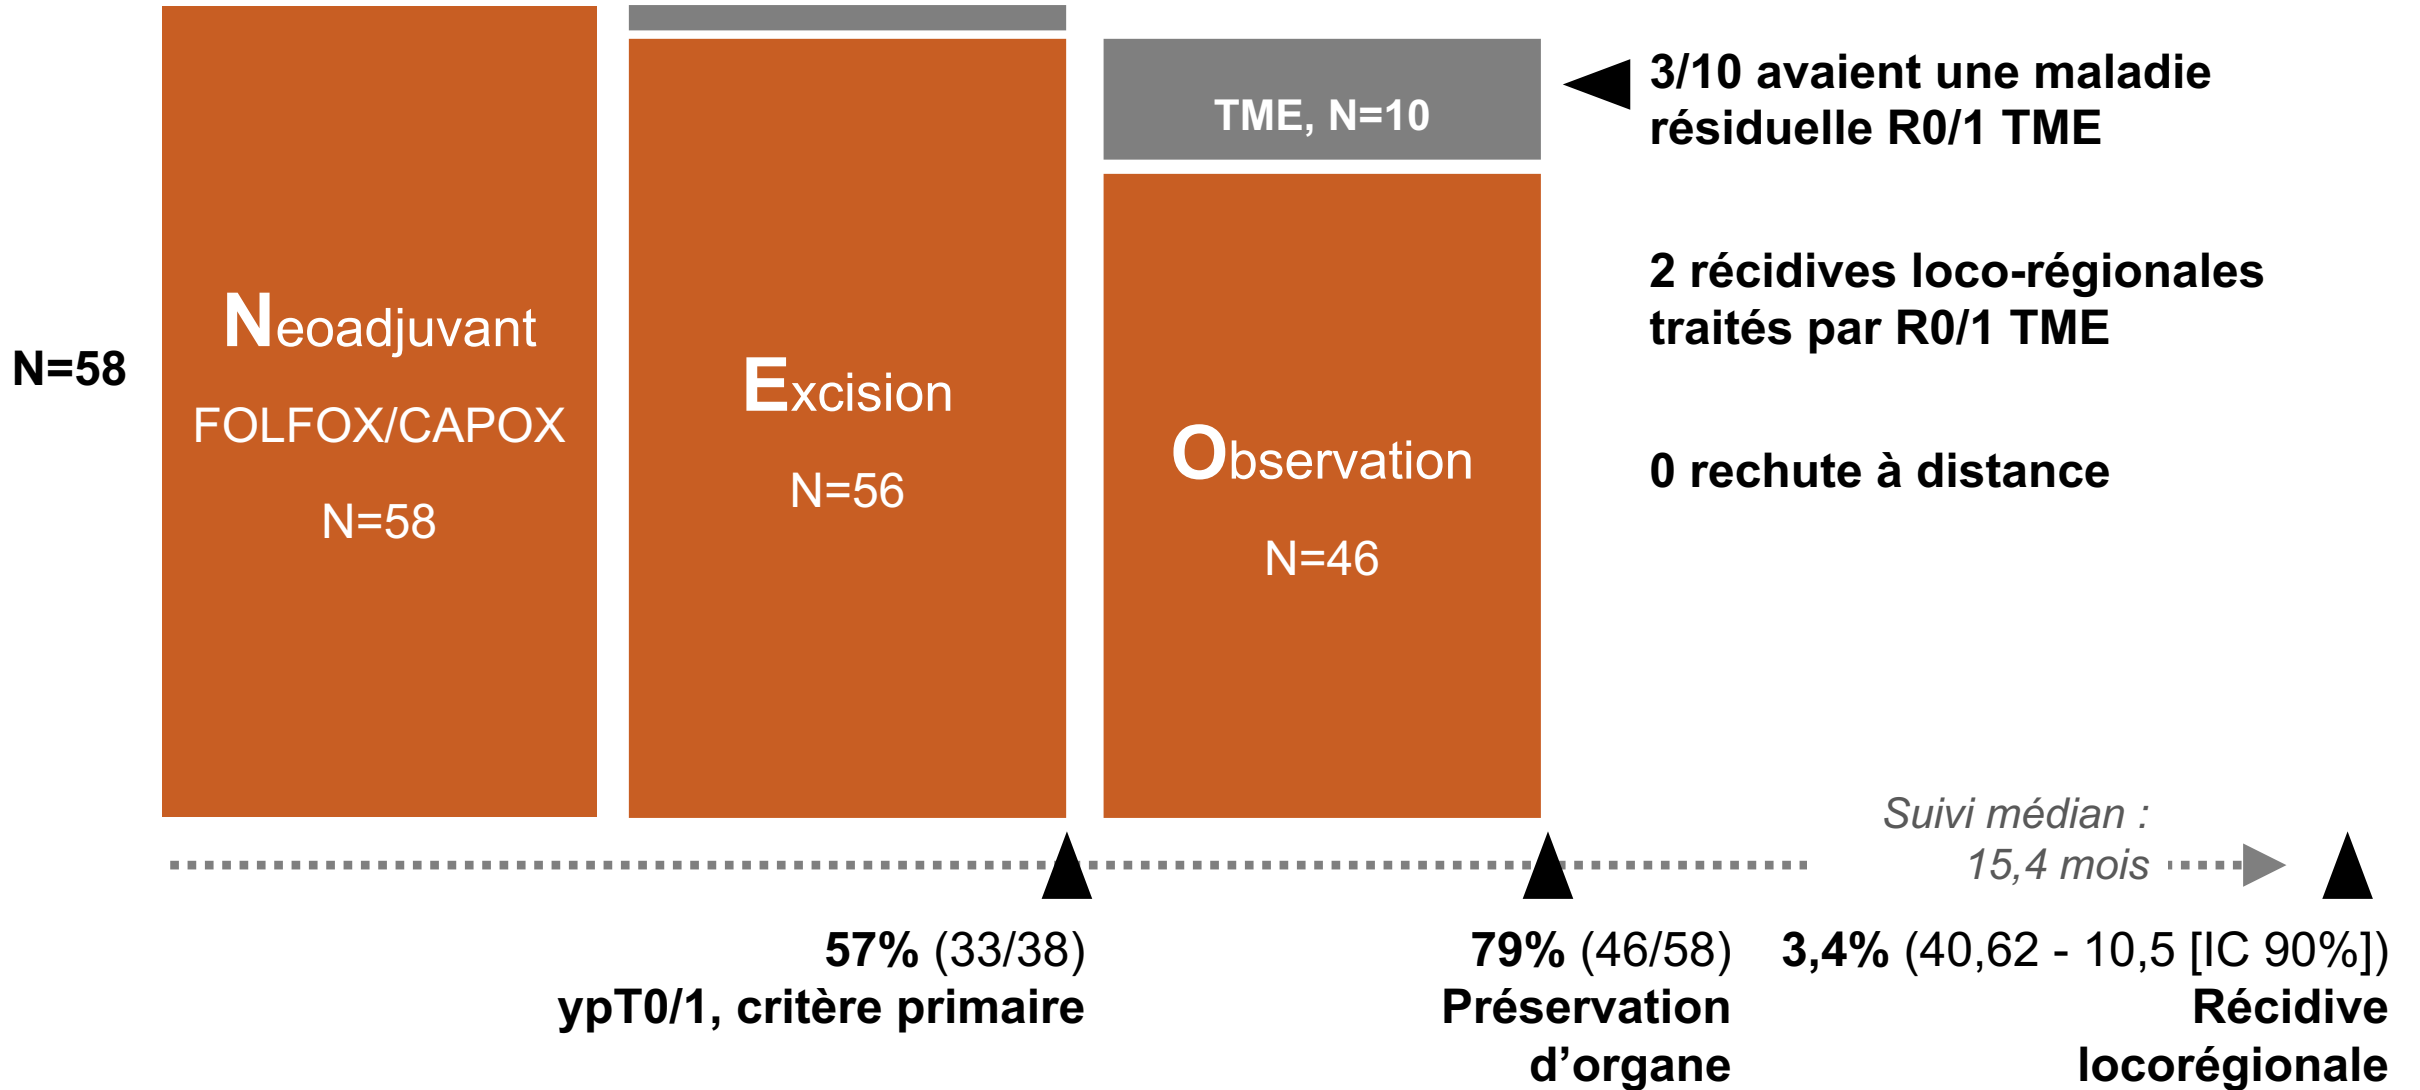 N=58
Neoadjuvant
FOLFOX/CAPOX
N=58
Excision
N=56
TME, N=10
Observation
N=46
3/10 avaient une maladie
résiduelle R0/1 TME
2 récidives loco-régionales
traités par R0/1 TME
0 rechute à distance
Suivi médian :
15,4 mois
57% (33/38)
ypT0/1, critère primaire
79% (46/58)
Préservation
d’organe
3,4% (40,62 - 10,5 [IC 90%])
Récidive
locorégionale